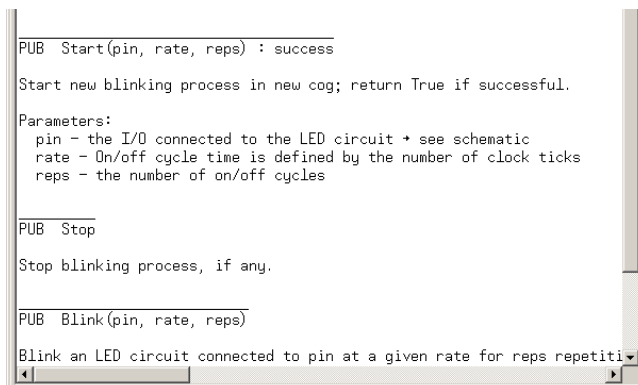 PUB  Start(pin, rate, reps) : success
Start new blinking process in new cog; return True if successful.
Parameters:
pin – the I/O connected to the LED circuit → see schematic
rate – On/off cycle time is defined by the number of clock ticks
reps – the number of on/off cycles
PUB  Stop
Stop blinking process, if any.
PUB  Blink(pin, rate, reps)
Blink an LED circuit connected to pin at a given rate for reps repetiti